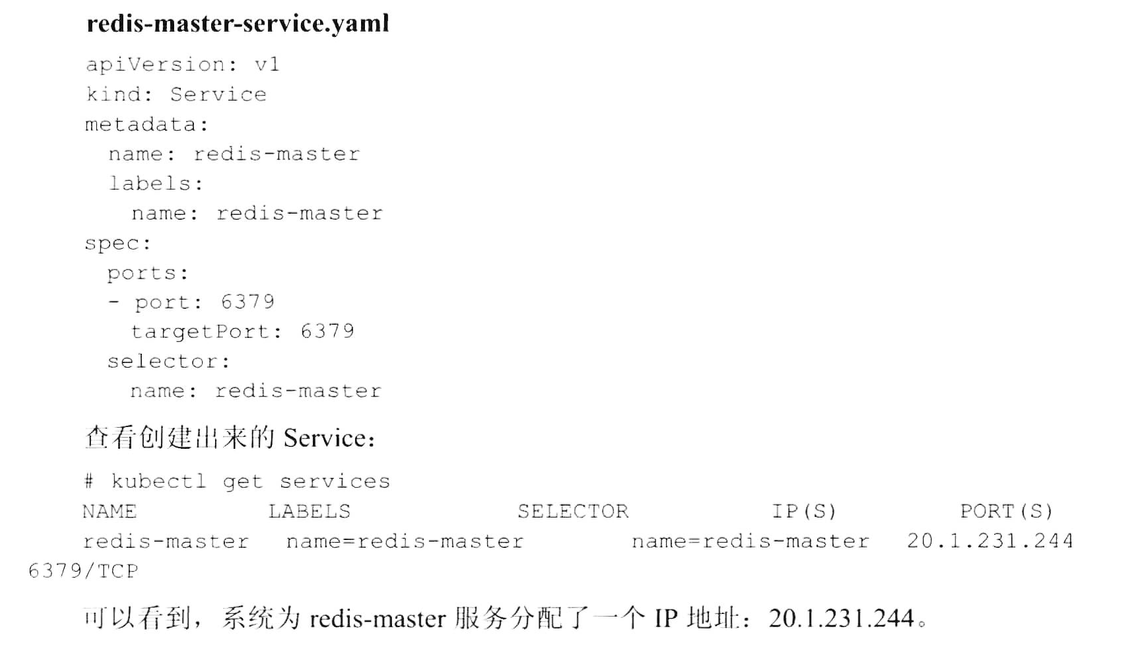 redis-master-service.yaml
apiVersion: v1
kind: Service
metadata:
  name: redis-master
  labels:
    name: redis-master
spec:
  ports:
  - port: 6379
    targetPort: 6379
  selector:
    name: redis-master
查看创建出来的 Service：
# kubectl get services
NAME LABELS SELECTOR IP(S) PORT(S)
redis-master name=redis-master name=redis-master 20.1.231.244
6379/TCP
可以看到，系统为 redis-master 服务分配了一个 IP 地址：20.1.231.244。